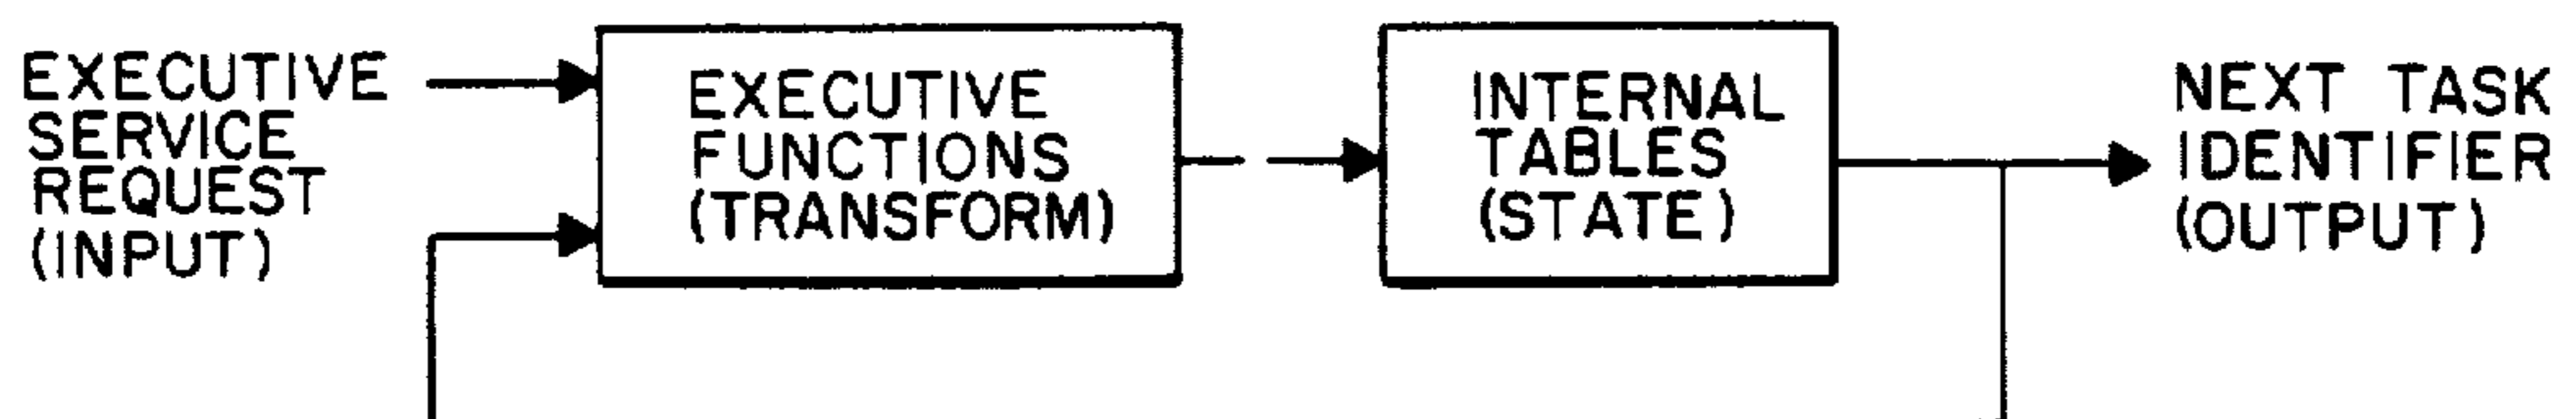 EXECUTIVE
SERVICE
REQUEST
(INPUT)
EXECUTIVE
FUNCTIONS
(TRANSFORM)
INTERNAL
TABLES
(STATE)
NEXT TASK
IDENTIFIER
(OUTPUT)